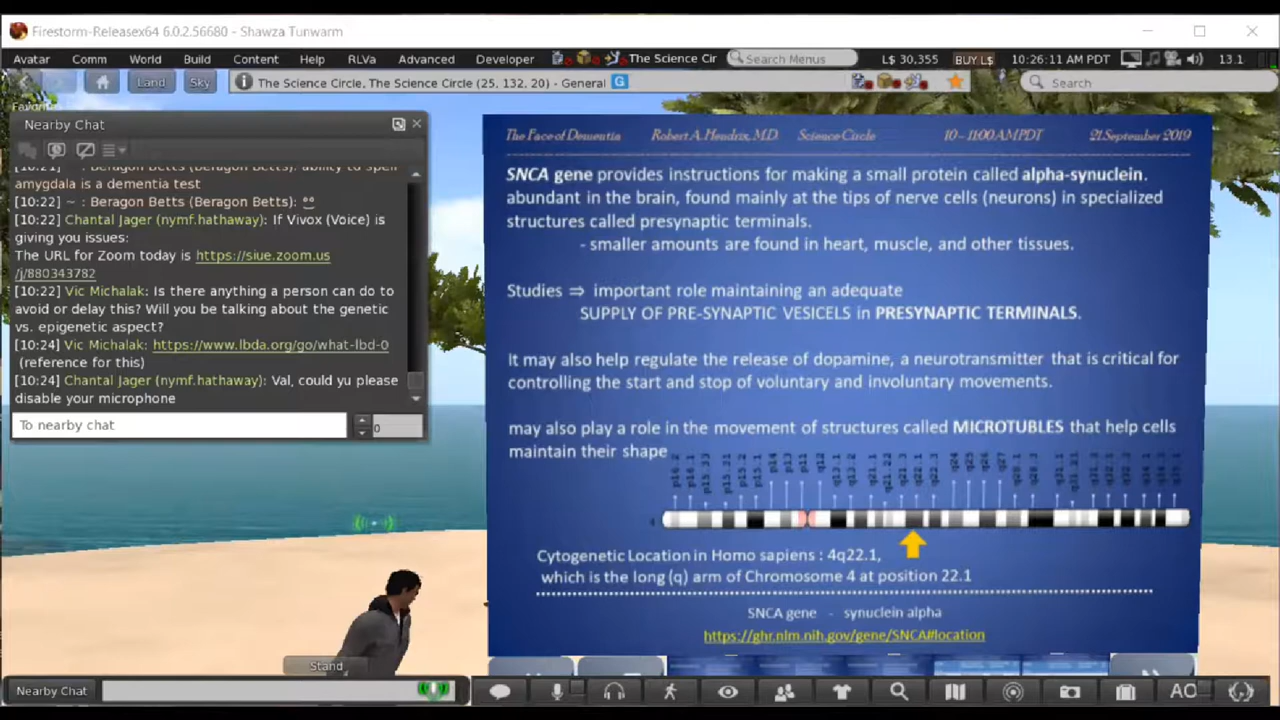 Firestorm-Releasex64 6.0.2.56680 - Shawza Tunwarm
Avatar Comm World Build Content Help RLVa Advanced Developer The Science Cir Search Menus L$ 30,355 BUY L$ 10:26:11 AM PDT 13.1
Land Sky The Science Circle, The Science Circle (25, 132, 20) - General G Search
Nearby Chat
amygdala is a dementia test
[10:22] ~ : Beragon Betts (Beragon Betts):
[10:22] Chantal Jager (nymf.hathaway): If Vivox (Voice) is
giving you issues:
The URL for Zoom today is https://siue.zoom.us
/j/880343782
[10:22] Vic Michalak: Is there anything a person can do to
avoid or delay this? Will you be talking about the genetic
vs. epigenetic aspect?
[10:24] Vic Michalak: https://www.lbda.org/go/what-lbd-0
(reference for this)
[10:24] Chantal Jager (nymf.hathaway): Val, could yu please
disable your microphone
To nearby chat
0
The Face of Dementia Robert A. Hendrix, M.D. Science Circle 10 - 11:00 AM PDT 21 September 2019
SNCA gene provides instructions for making a small protein called alpha-synuclein.
abundant in the brain, found mainly at the tips of nerve cells (neurons) in specialized
structures called presynaptic terminals.
- smaller amounts are found in heart, muscle, and other tissues.
Studies ⇒ important role maintaining an adequate
SUPPLY OF PRE-SYNAPTIC VESICELS in PRESYNAPTIC TERMINALS.
It may also help regulate the release of dopamine, a neurotransmitter that is critical for
controlling the start and stop of voluntary and involuntary movements.
may also play a role in the movement of structures called MICROTUBLES that help cells
maintain their shape
Cytogenetic Location in Homo sapiens : 4q22.1,
which is the long (q) arm of Chromosome 4 at position 22.1
SNCA gene - synuclein alpha
https://ghr.nlm.nih.gov/gene/SNCA#location
Stand
Nearby Chat
AO